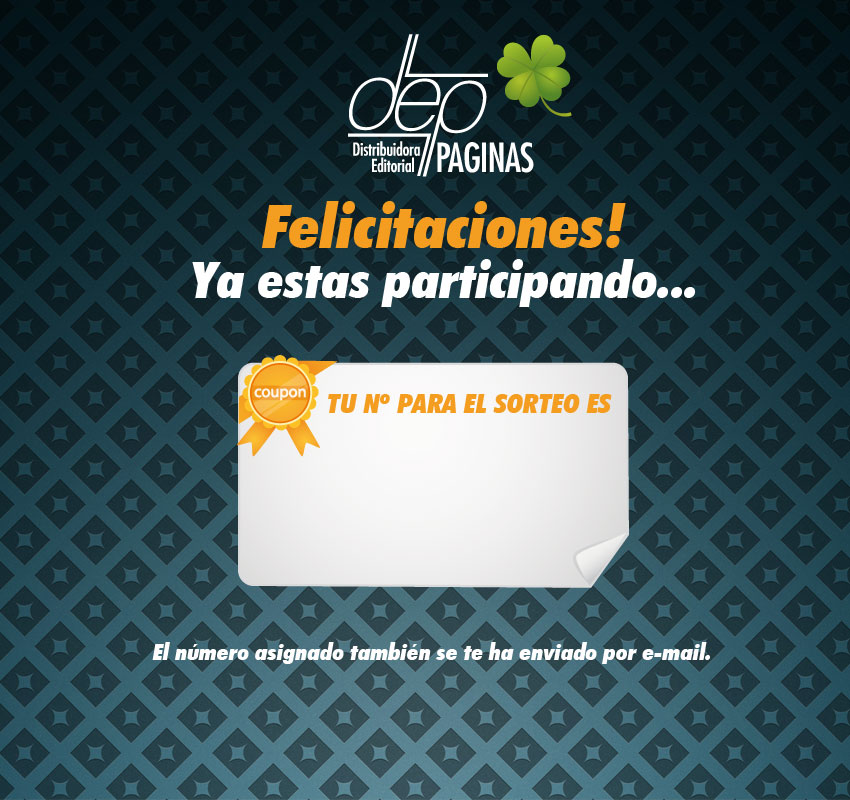 dep
Distribuidora
Editorial
PAGINAS
Felicitaciones!
Ya estas participando...
coupon
TU Nº PARA EL SORTEO ES
El número asignado también se te ha enviado por e-mail.